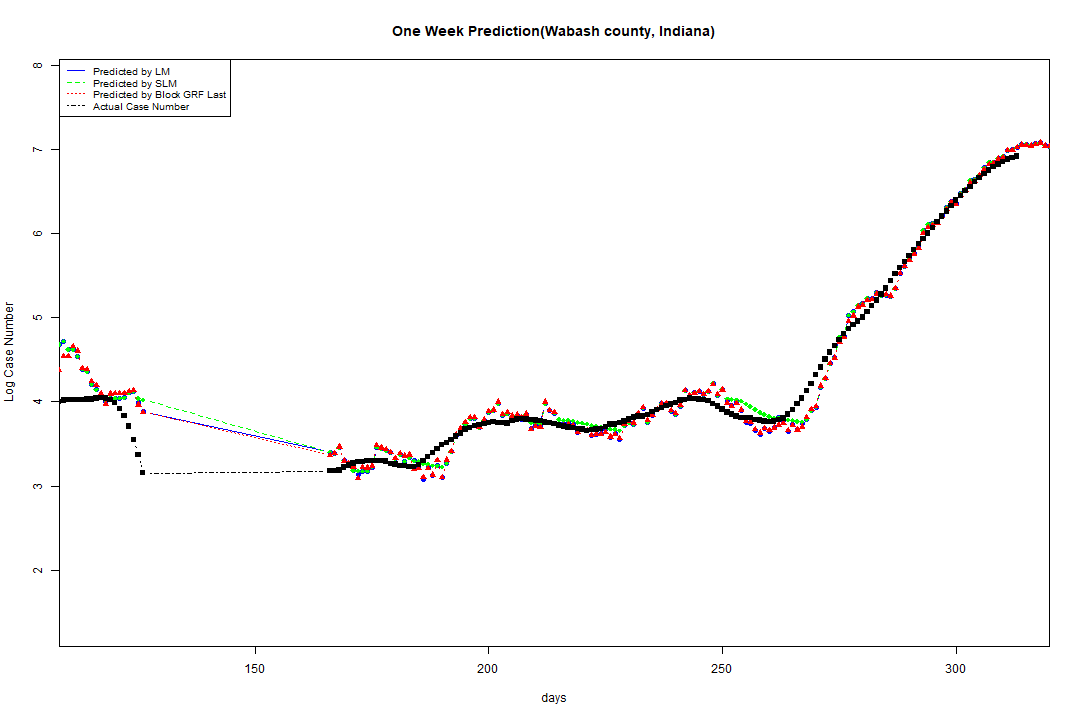 One Week Prediction(Wabash county, Indiana)
Predicted by LM
Predicted by SLM
Predicted by Block GRF Last
Actual Case Number
8
7
6
5
4
3
2
Log Case Number
150 200 250 300
days